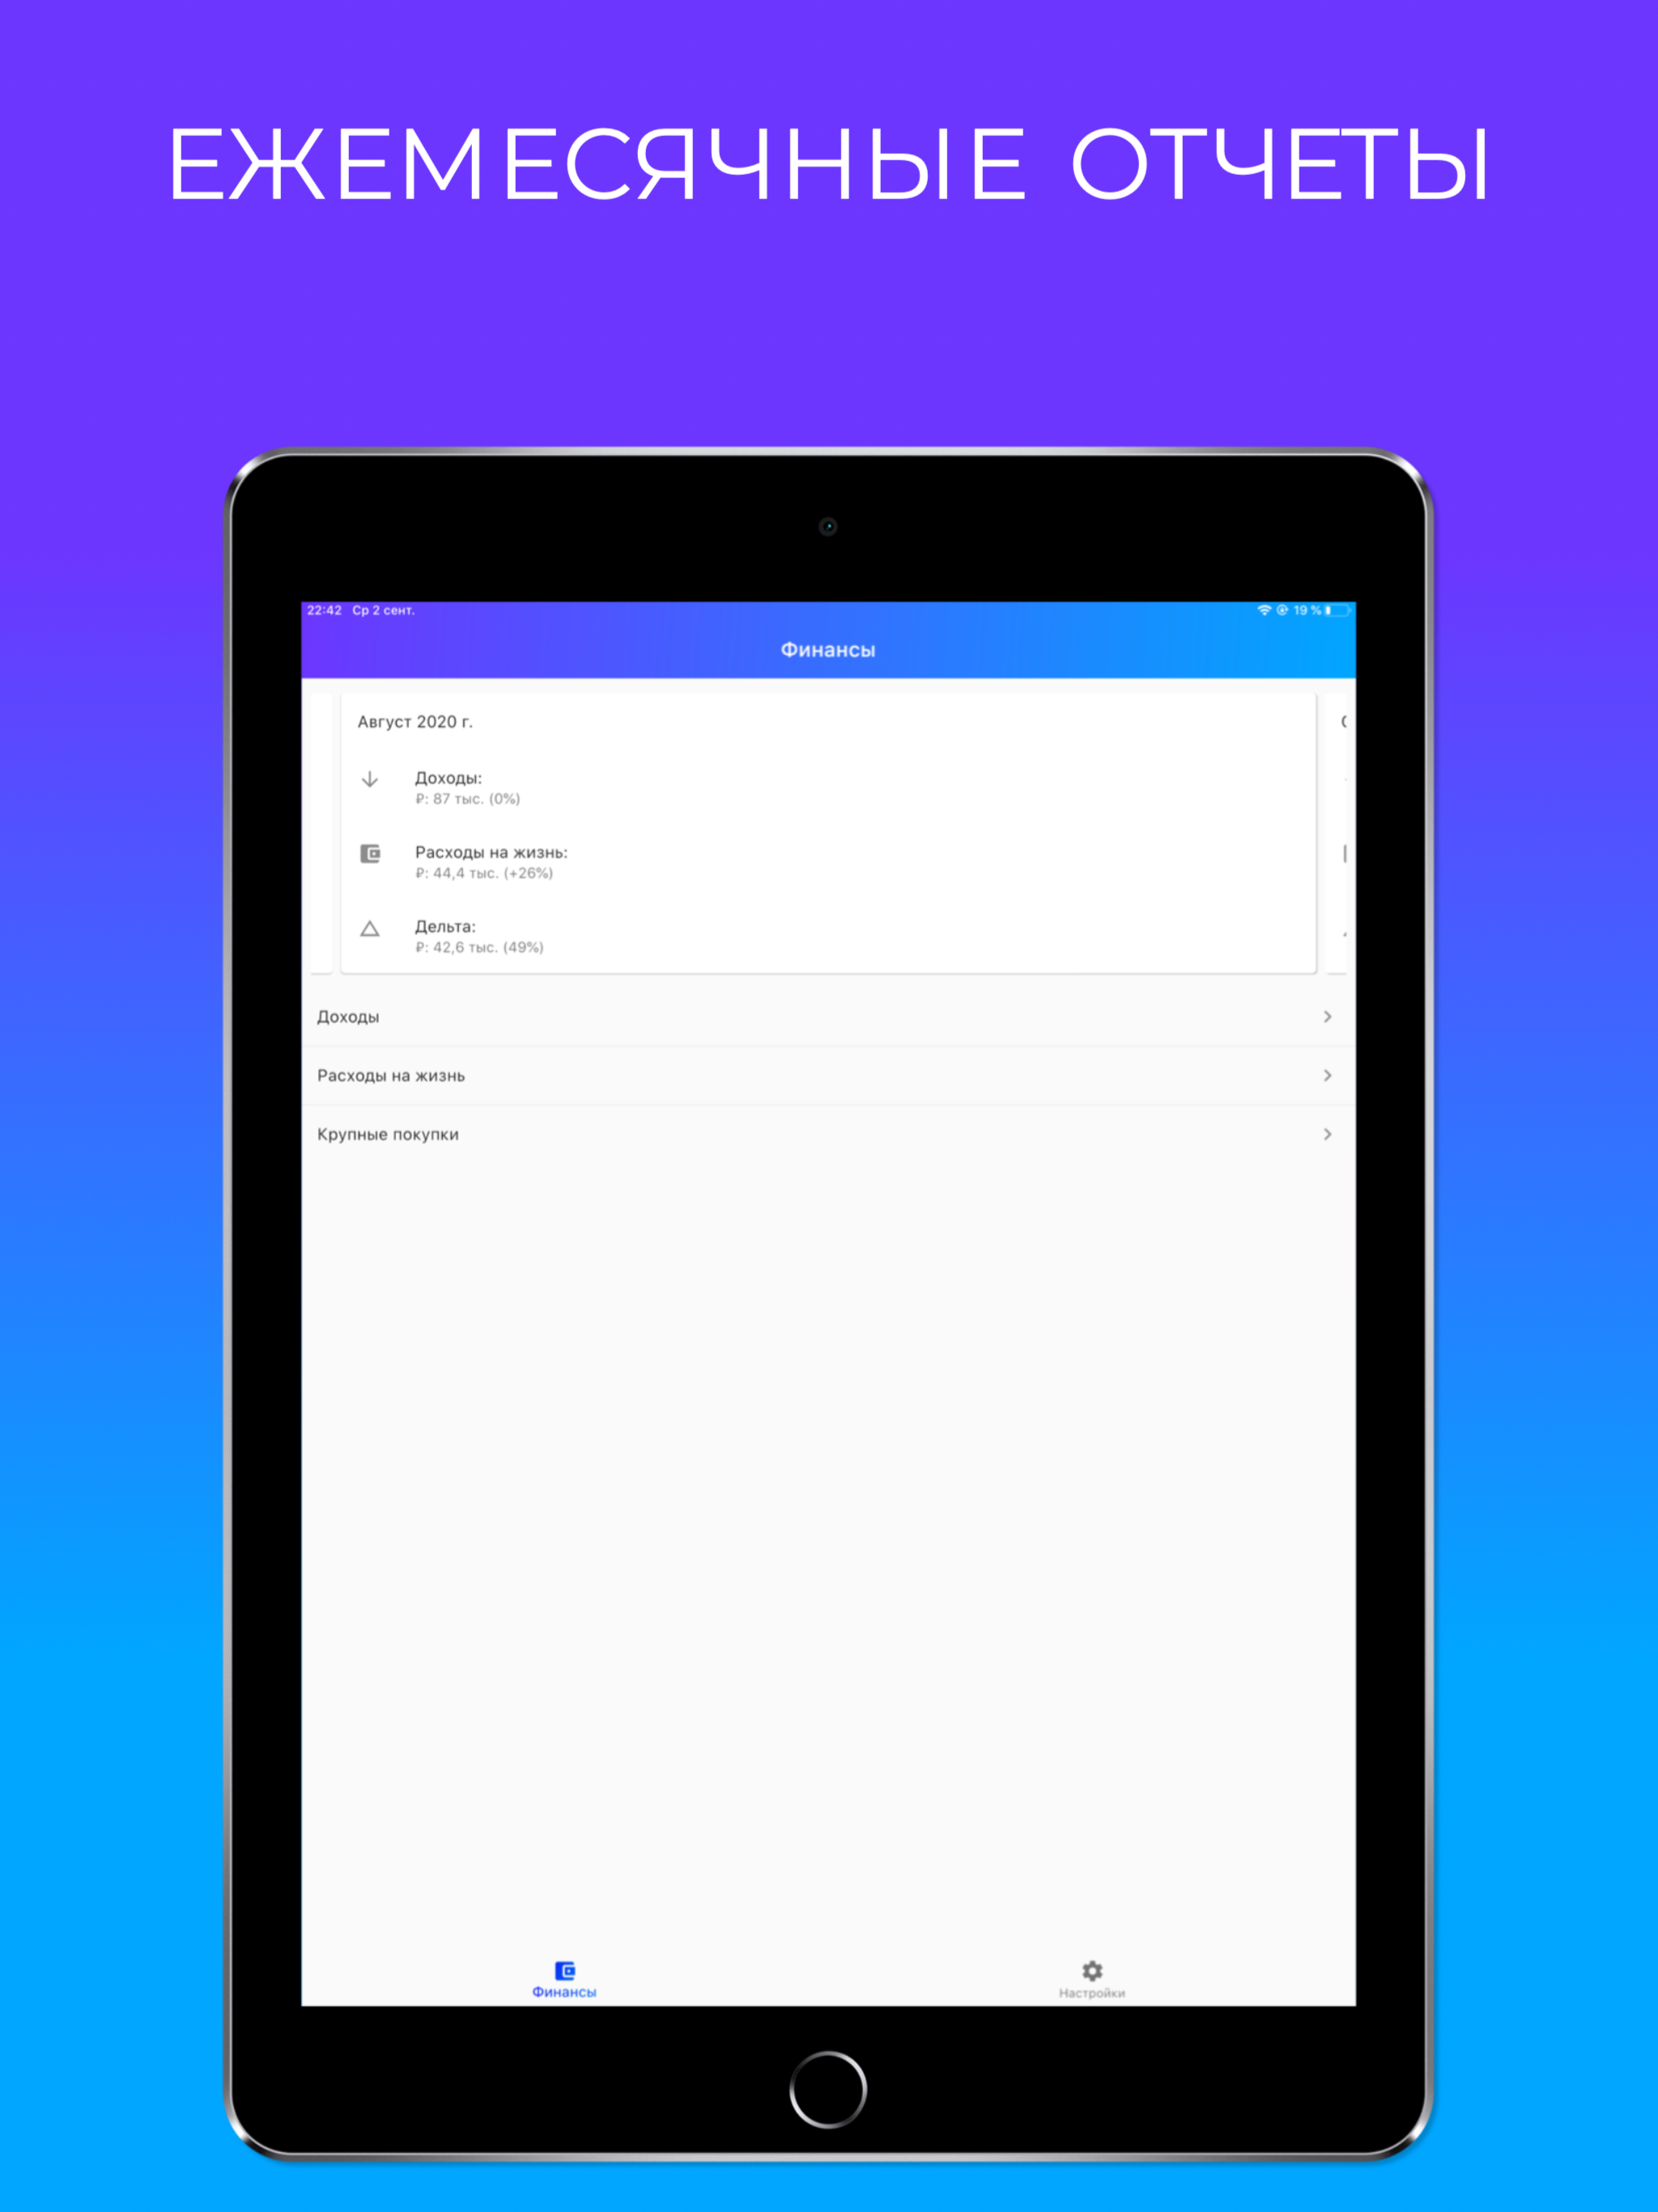 ЕЖЕМЕСЯЧНЫЕ ОТЧЕТЫ
22:42 Ср 2 сент.
19 %
Финансы
Август 2020 г.
Доходы:
₽: 87 тыс. (0%)
Расходы на жизнь:
₽: 44,4 тыс. (+26%)
Дельта:
₽: 42,6 тыс. (49%)
Доходы
Расходы на жизнь
Крупные покупки
Финансы
Настройки